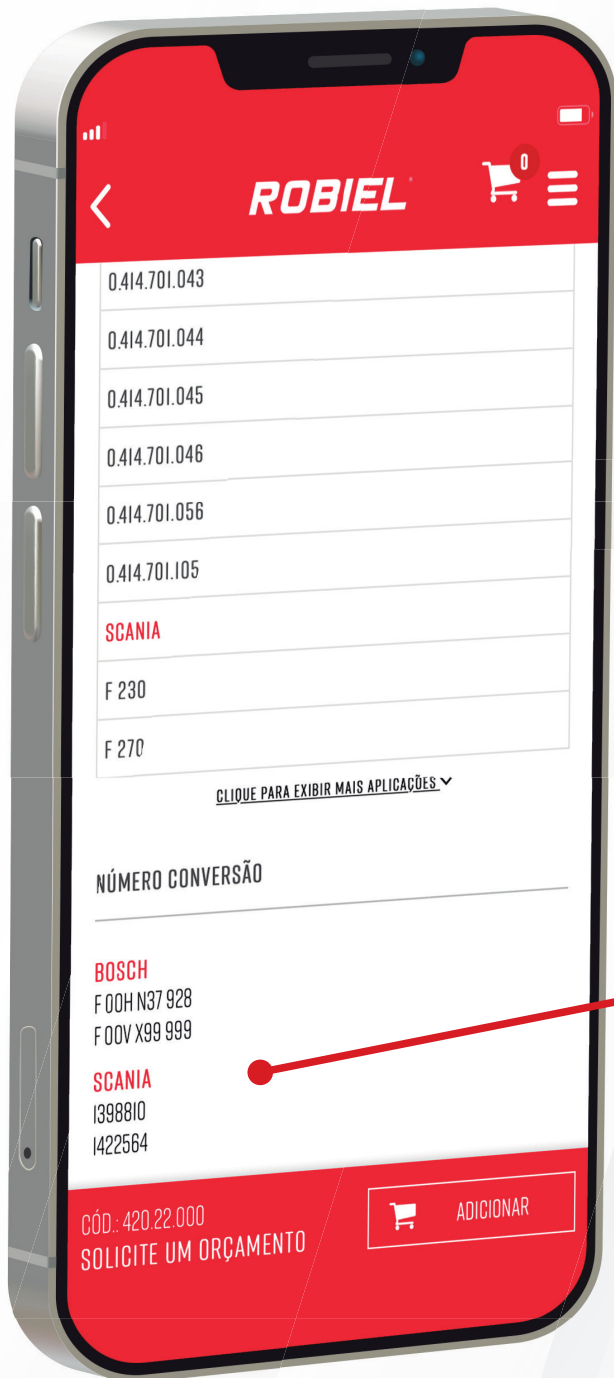 ROBIEL
0
0.414.701.043
0.414.701.044
0.414.701.045
0.414.701.046
0.414.701.056
0.414.701.105
SCANIA
F 230
F 270
CLIQUE PARA EXIBIR MAIS APLICAÇÕES
NÚMERO CONVERSÃO
BOSCH
F 00H N37 928
F 00V X99 999
SCANIA
1398810
1422564
CÓD.: 420.22.000
SOLICITE UM ORÇAMENTO
ADICIONAR